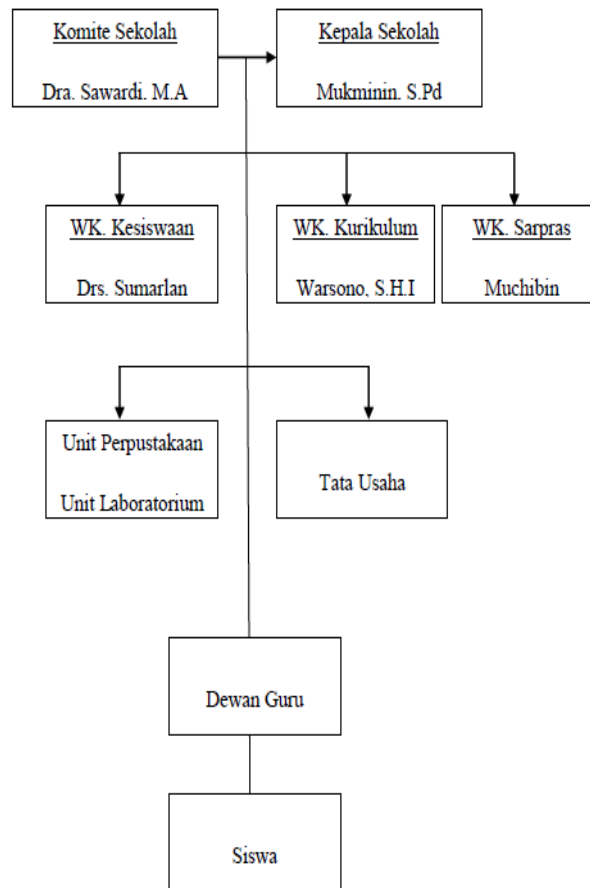 Komite Sekolah
Dra. Sawardi. M.A
Kepala Sekolah
Mukminin. S.Pd
WK. Kesiswaan
Drs. Sumarlan
WK. Kurikulum
Warsono, S.H.I
WK. Sarpras
Muchibin
Unit Perpustakaan
Unit Laboratorium
Tata Usaha
Dewan Guru
Siswa